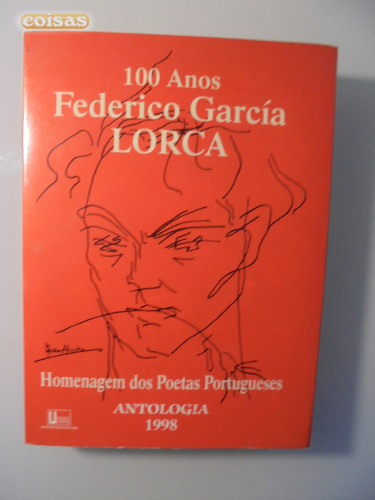 coisas
100 Anos
Federico García
LORCA
Homenagem dos Poetas Portugueses
ANTOLOGIA
1998